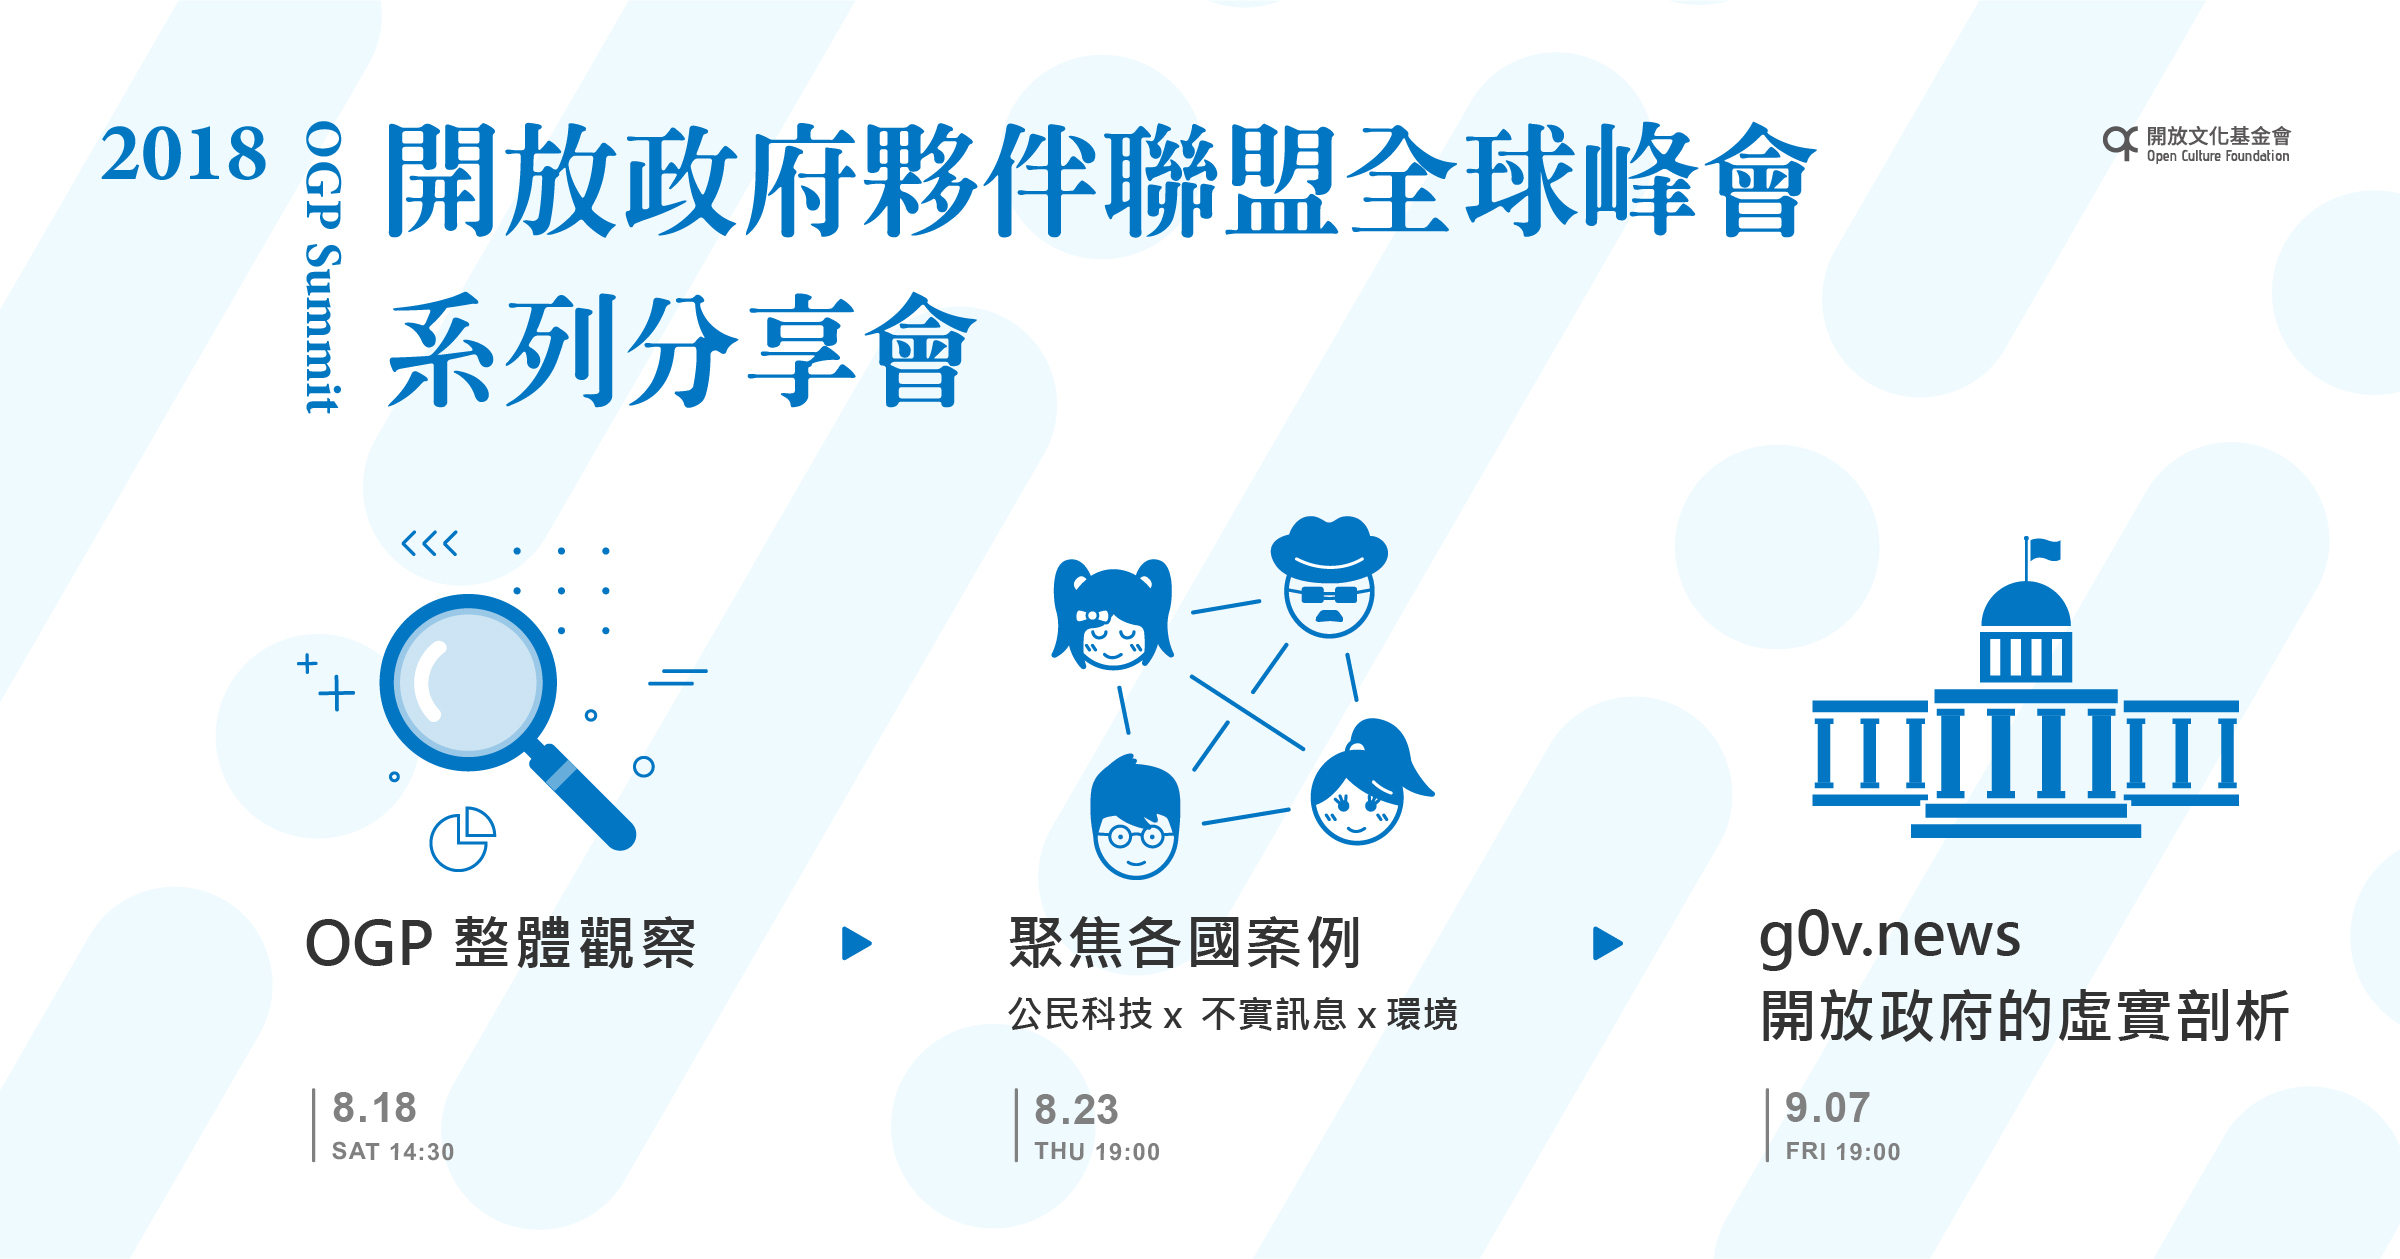 2018
OGP Summit
開放政府夥伴聯盟全球峰會
系列分享會
開放文化基金會
Open Culture Foundation
OGP 整體觀察
8.18
SAT 14:30
聚焦各國案例
公民科技 x 不實訊息 x 環境
8.23
THU 19:00
g0v.news
開放政府的虛實剖析
9.07
FRI 19:00